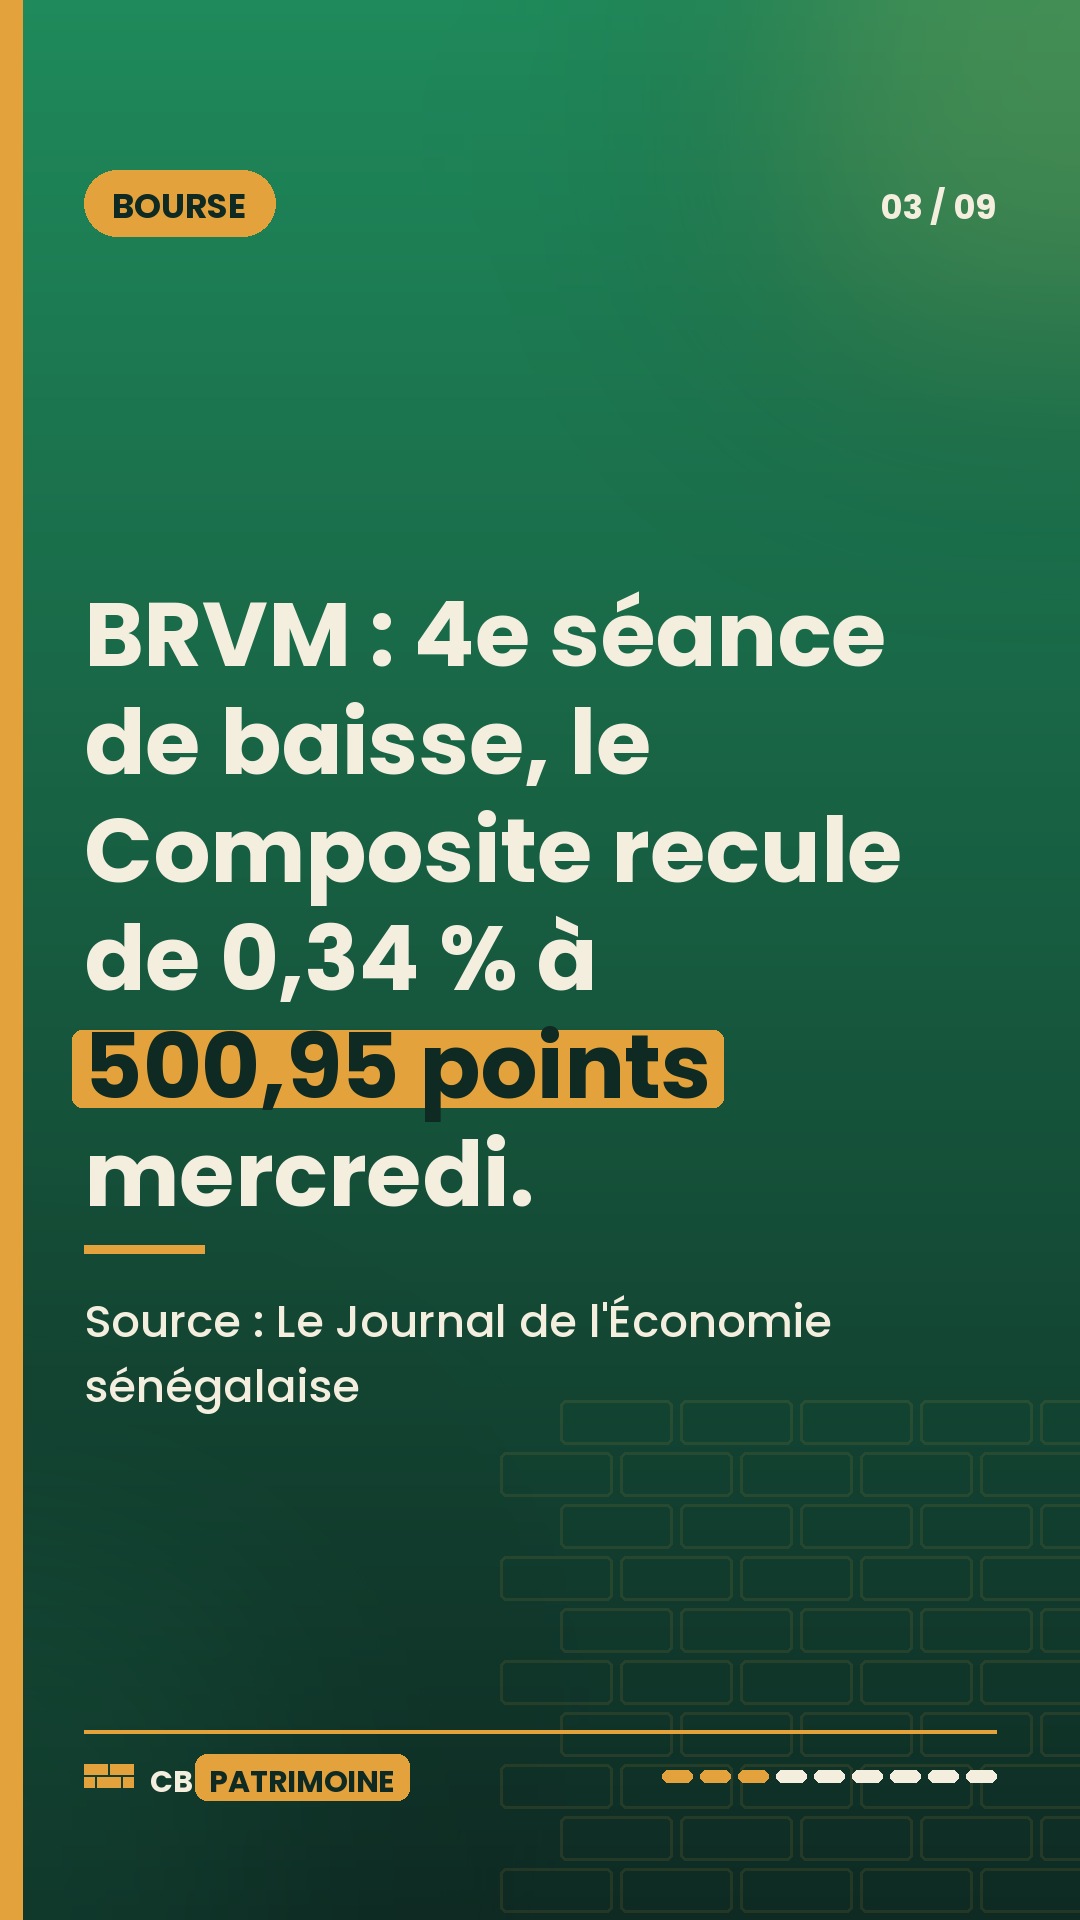 BOURSE
03 / 09
BRVM : 4e séance
de baisse, le
Composite recule
de 0,34 % à
500,95 points
mercredi.
Source : Le Journal de l'Économie
sénégalaise
CB PATRIMOINE